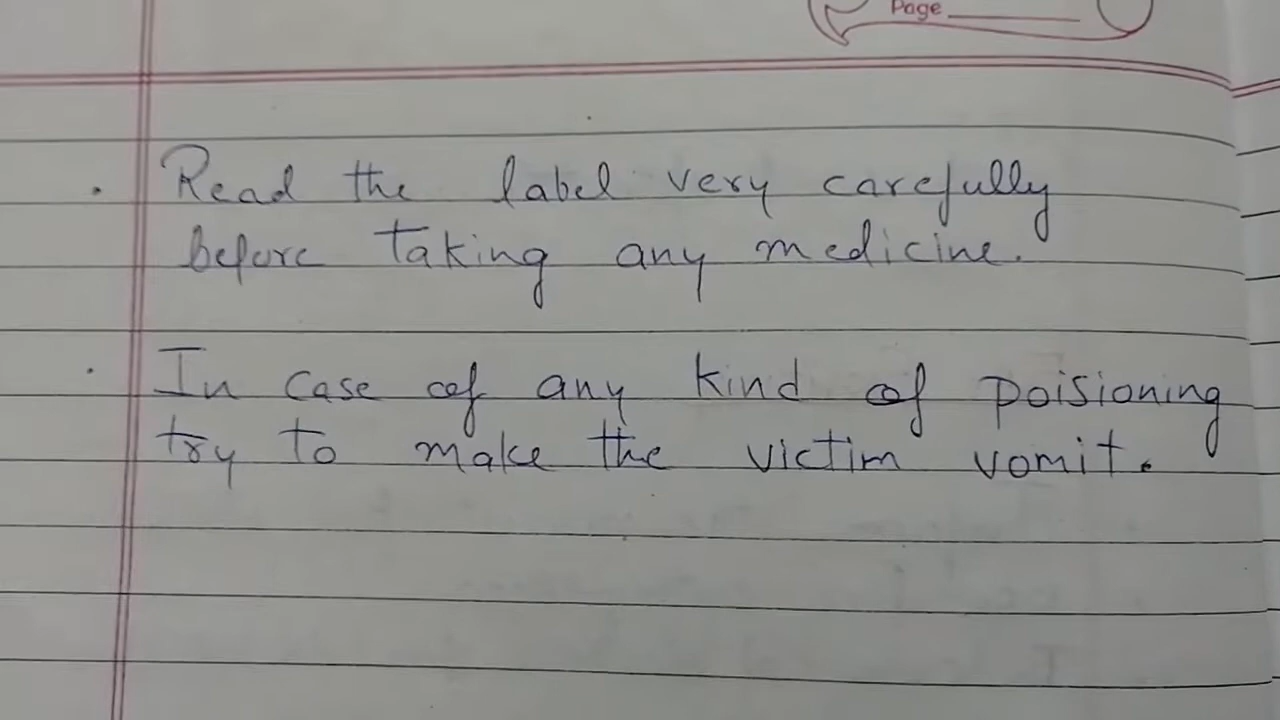 Page
. Read the label very carefully
before taking any medicine.
. In case of any kind of poisioning
try to make the victim vomit.